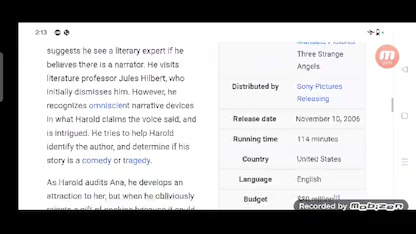 2:13
suggests he see a literary expert if he
believes there is a narrator. He visits
literature professor Jules Hilbert, who
initially dismisses him. However, he
recognizes omniscient narrative devices
in what Harold claims the voice said, and
is intrigued. He tries to help Harold
identify the author, and determine if his
story is a comedy or tragedy.
As Harold audits Ana, he develops an
attraction to her, but when he obliviously
Three Strange
Angels
Distributed by Sony Pictures
Releasing
Release date November 10, 2006
Running time 114 minutes
Country United States
Language English
Budget
Recorded by Mobizen